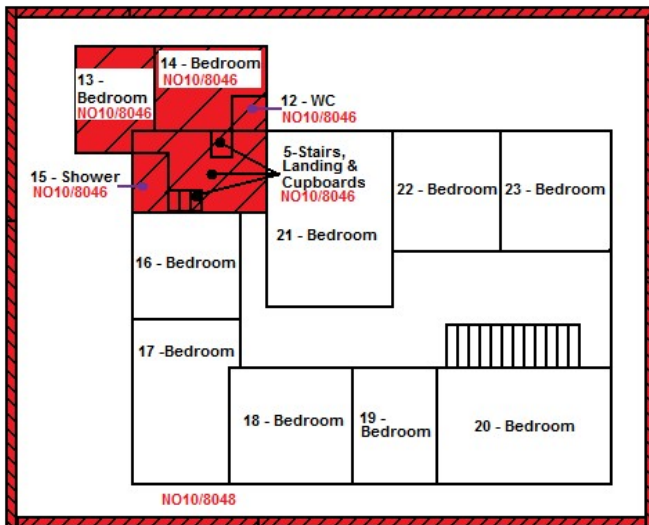 14 - Bedroom
NO10/8046
13 -
Bedroom
NO10/8046
12 - WC
NO10/8046
5-Stairs,
Landing &
Cupboards
NO10/8046
15 - Shower
NO10/8046
22 - Bedroom
23 - Bedroom
21 - Bedroom
16 - Bedroom
17 -Bedroom
18 - Bedroom
19 -
Bedroom
20 - Bedroom
NO10/8048